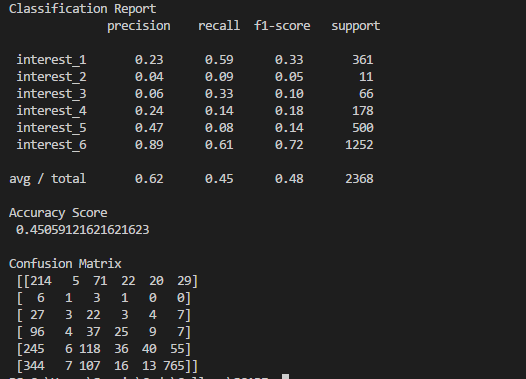 Classification Report
precision recall f1-score support
interest_1 0.23 0.59 0.33 361
interest_2 0.04 0.09 0.05 11
interest_3 0.06 0.33 0.10 66
interest_4 0.24 0.14 0.18 178
interest_5 0.47 0.08 0.14 500
interest_6 0.89 0.61 0.72 1252
avg / total 0.62 0.45 0.48 2368
Accuracy Score
0.45059121621621623
Confusion Matrix
[[214 5 71 22 20 29]
[ 6 1 3 1 0 0]
[ 27 3 22 3 4 7]
[ 96 4 37 25 9 7]
[245 6 118 36 40 55]
[344 7 107 16 13 765]]